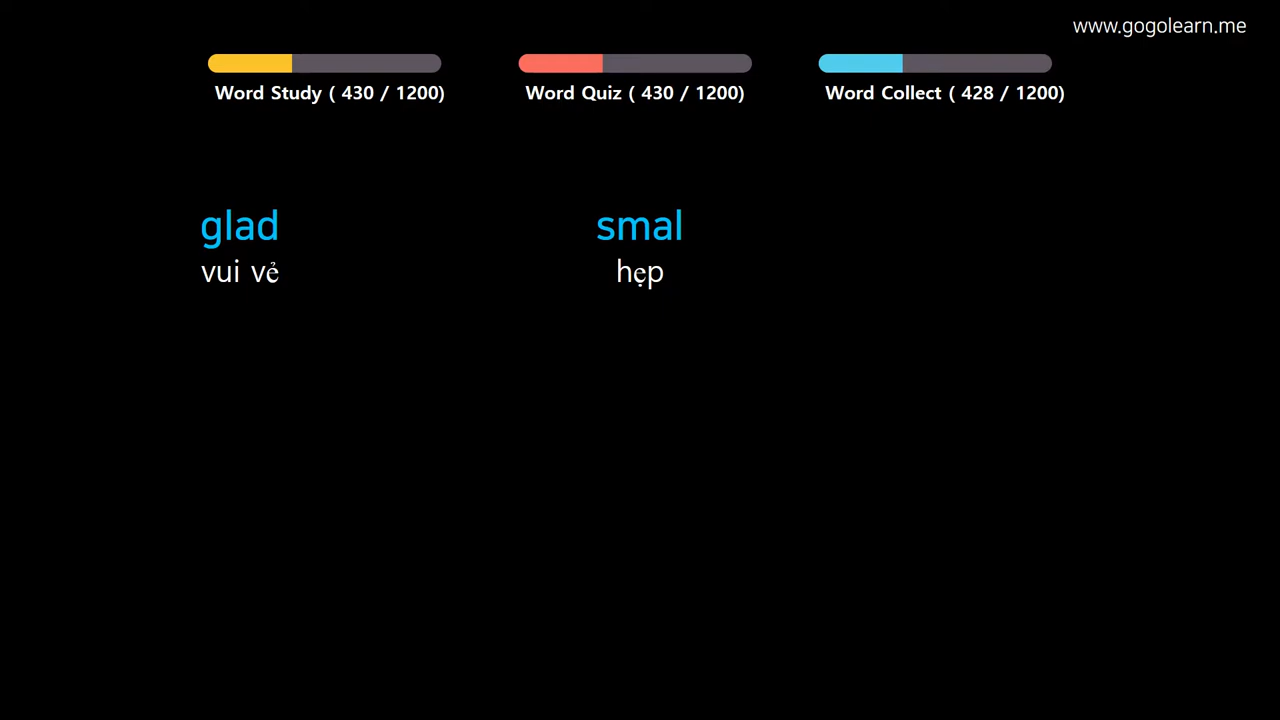 www.gogolearn.me
Word Study ( 430 / 1200)
Word Quiz ( 430 / 1200)
Word Collect ( 428 / 1200)
glad
vui vẻ
smal
hẹp